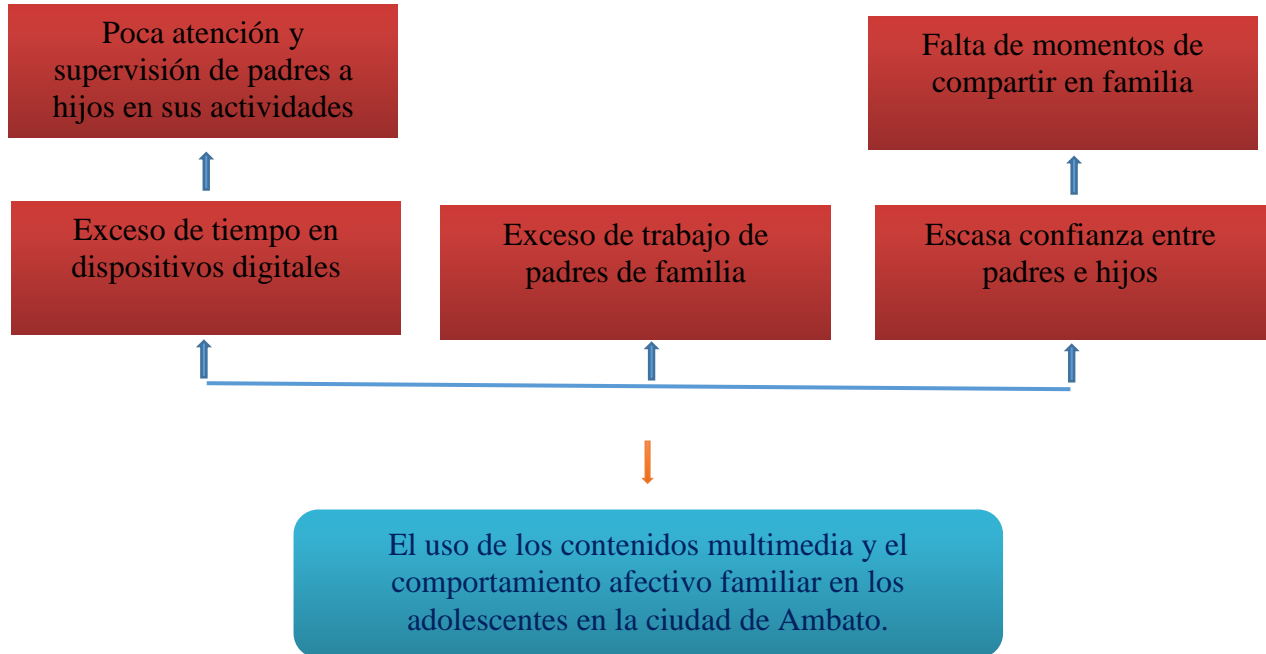 Poca atención y
supervisión de padres a
hijos en sus actividades
Falta de momentos de
compartir en familia
Exceso de tiempo en
dispositivos digitales
Exceso de trabajo de
padres de familia
Escasa confianza entre
padres e hijos
El uso de los contenidos multimedia y el
comportamiento afectivo familiar en los
adolescentes en la ciudad de Ambato.